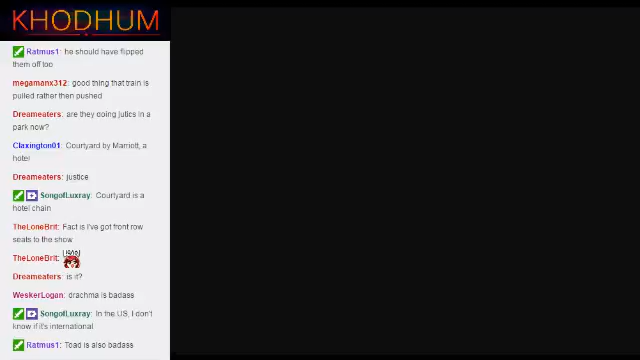 KHODHUM
Ratmus1: he should have flipped
them off too
megamanx312: good thing that train is
pulled rather then pushed
Dreameaters: are they going jutics in a
park now?
Claxington01: Courtyard by Marriott, a
hotel
Dreameaters: justice
SongofLuxray: Courtyard is a
hotel chain
TheLoneBrit: Fact is I've got front row
seats to the show
TheLoneBrit:
Dreameaters: is it?
WeskerLogan: drachma is badass
SongofLuxray: In the US, I don't
know if it's international
Ratmus1: Toad is also badass